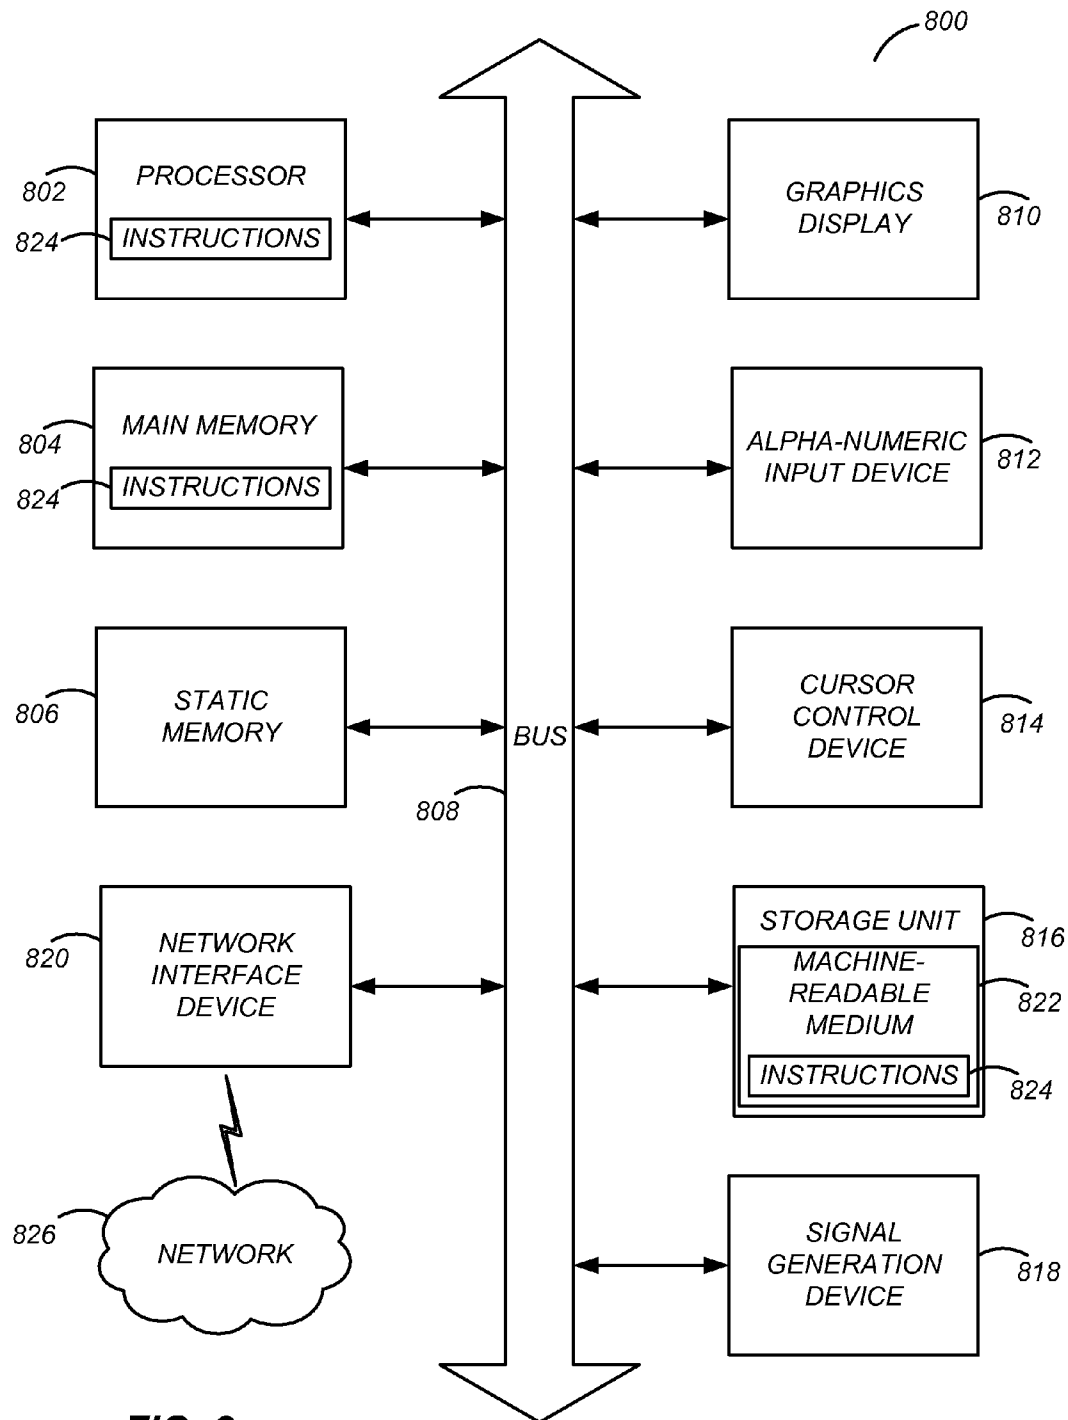 800
PROCESSOR
802
INSTRUCTIONS
824
GRAPHICS
DISPLAY
810
MAIN MEMORY
804
INSTRUCTIONS
824
ALPHA-NUMERIC
INPUT DEVICE
812
STATIC
MEMORY
806
BUS
808
CURSOR
CONTROL
DEVICE
814
NETWORK
INTERFACE
DEVICE
820
STORAGE UNIT
816
MACHINE-
READABLE
MEDIUM
822
INSTRUCTIONS
824
NETWORK
826
SIGNAL
GENERATION
DEVICE
818
FIG.